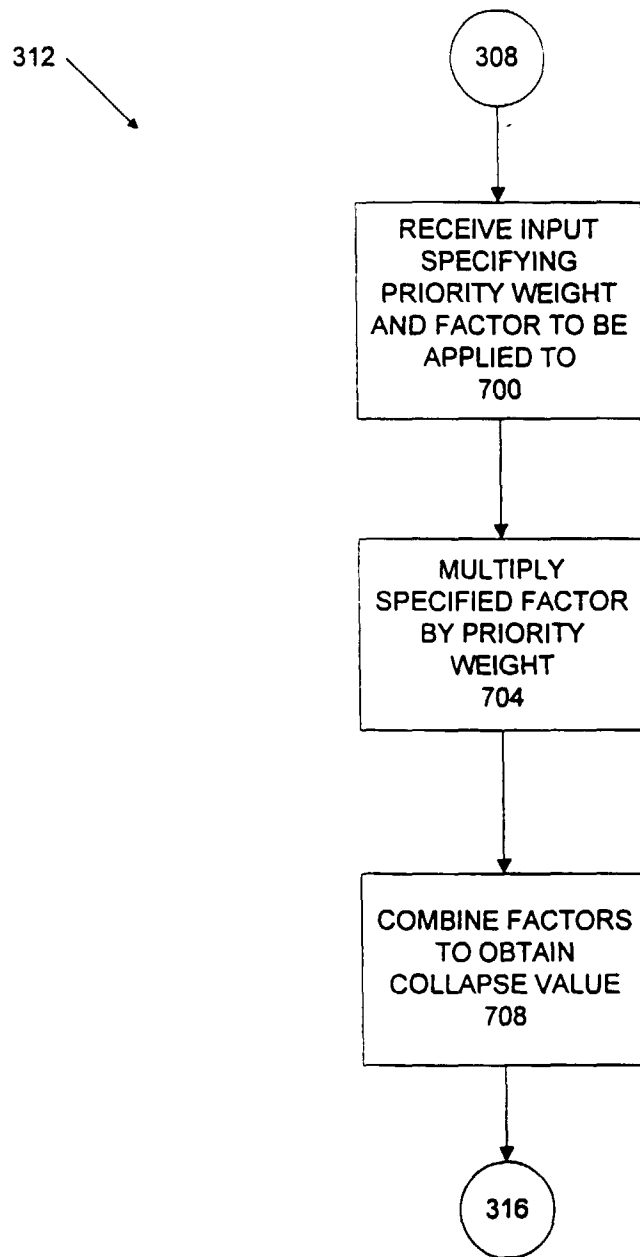 312
308
RECEIVE INPUT
SPECIFYING
PRIORITY WEIGHT
AND FACTOR TO BE
APPLIED TO
700
MULTIPLY
SPECIFIED FACTOR
BY PRIORITY
WEIGHT
704
COMBINE FACTORS
TO OBTAIN
COLLAPSE VALUE
708
316